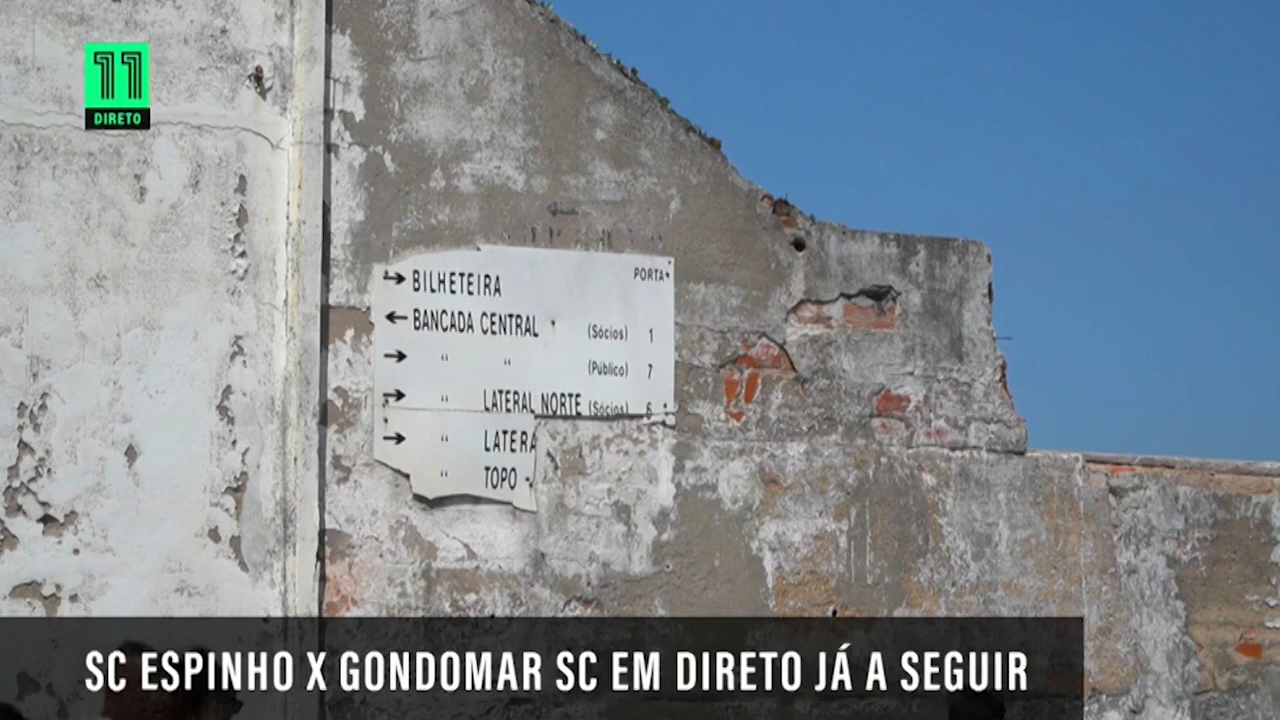 11
DIRETO
PORTA
BILHETEIRA
BANCADA CENTRAL (Sócios) 1
“ “ (Público) 7
“ LATERAL NORTE (Sócios) 6
“ LATERA
“ TOPO
SC ESPINHO X GONDOMAR SC EM DIRETO JÁ A SEGUIR